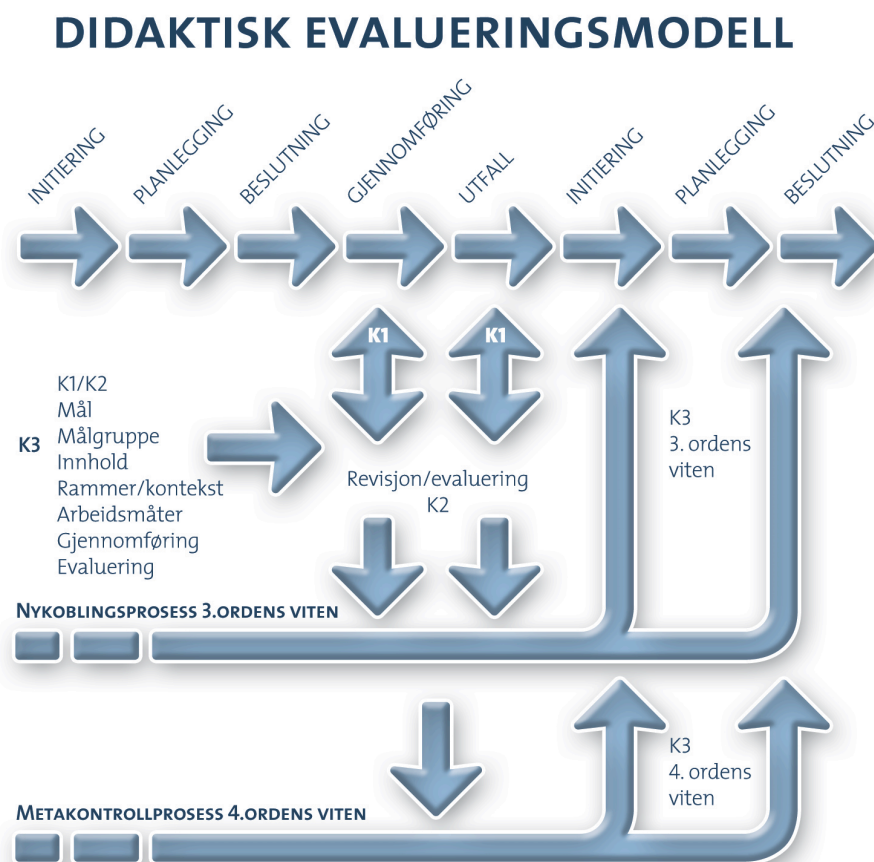 DIDAKTISK EVALUERINGSMODELL
INITIERING
PLANLEGGING
BESLUTNING
GJENNOMFØRING
UTFALL
INITIERING
PLANLEGGING
BESLUTNING
K1
K1
K3
K1/K2
Mål
Målgruppe
Innhold
Rammer/kontekst
Arbeidsmåter
Gjennomføring
Evaluering
Revisjon/evaluering
K2
K3
3. ordens
viten
NYKOBLINGSPROSESS 3.ORDENS VITEN
K3
4. ordens
viten
METAKONTROLLPROSESS 4.ORDENS VITEN